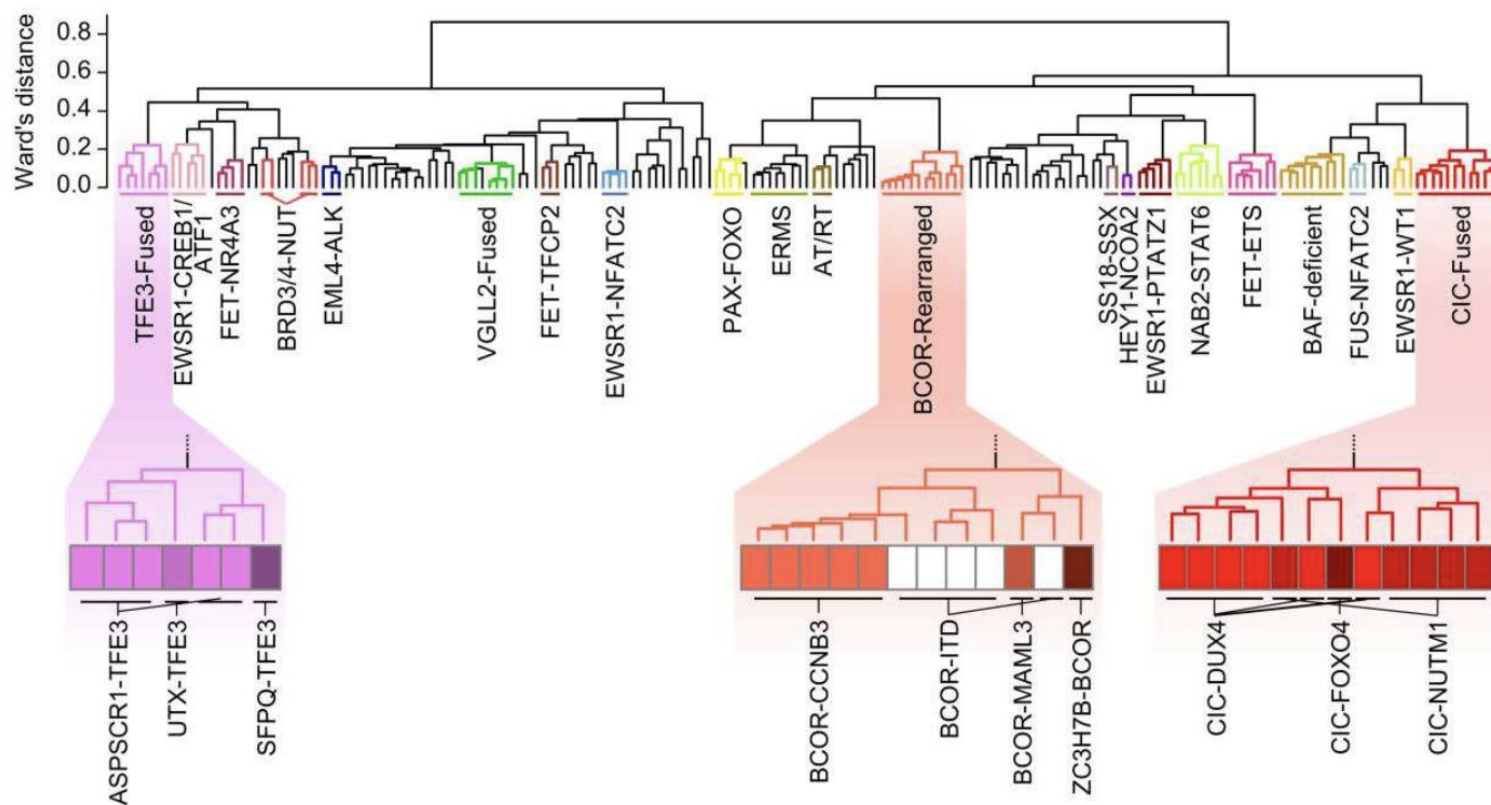 Ward's distance
0.8
0.6
0.4
0.2
0.0
TFE3-Fused
EWSR1-CREB1/
ATF1
FET-NR4A3
BRD3/4-NUT
EML4-ALK
VGLL2-Fused
FET-TFCP2
EWSR1-NFATC2
PAX-FOXO
ERMS
AT/RT
BCOR-Rearranged
SS18-SSX
HEY1-NCOA2
EWSR1-PTATZ1
NAB2-STAT6
FET-ETS
BAF-deficient
FUS-NFATC2
EWSR1-WT1
CIC-Fused
ASPSCR1-TFE3
UTX-TFE3
SFPQ-TFE3
BCOR-CCNB3
BCOR-ITD
BCOR-MAML3
ZC3H7B-BCOR
CIC-DUX4
CIC-FOXO4
CIC-NUTM1